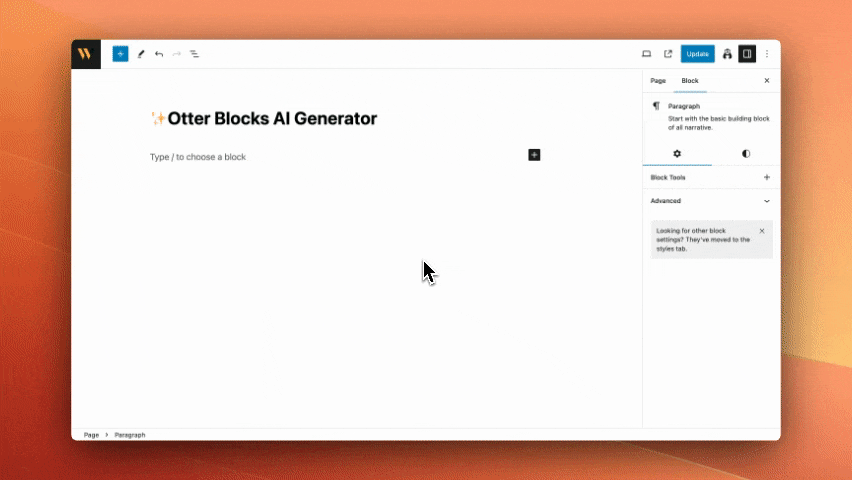 Update
Page
Block
✨Otter Blocks AI Generator
Type / to choose a block
Paragraph
Start with the basic building block
of all narrative.
Block Tools
Advanced
Looking for other block
settings? They've moved to the
styles tab.
Page > Paragraph